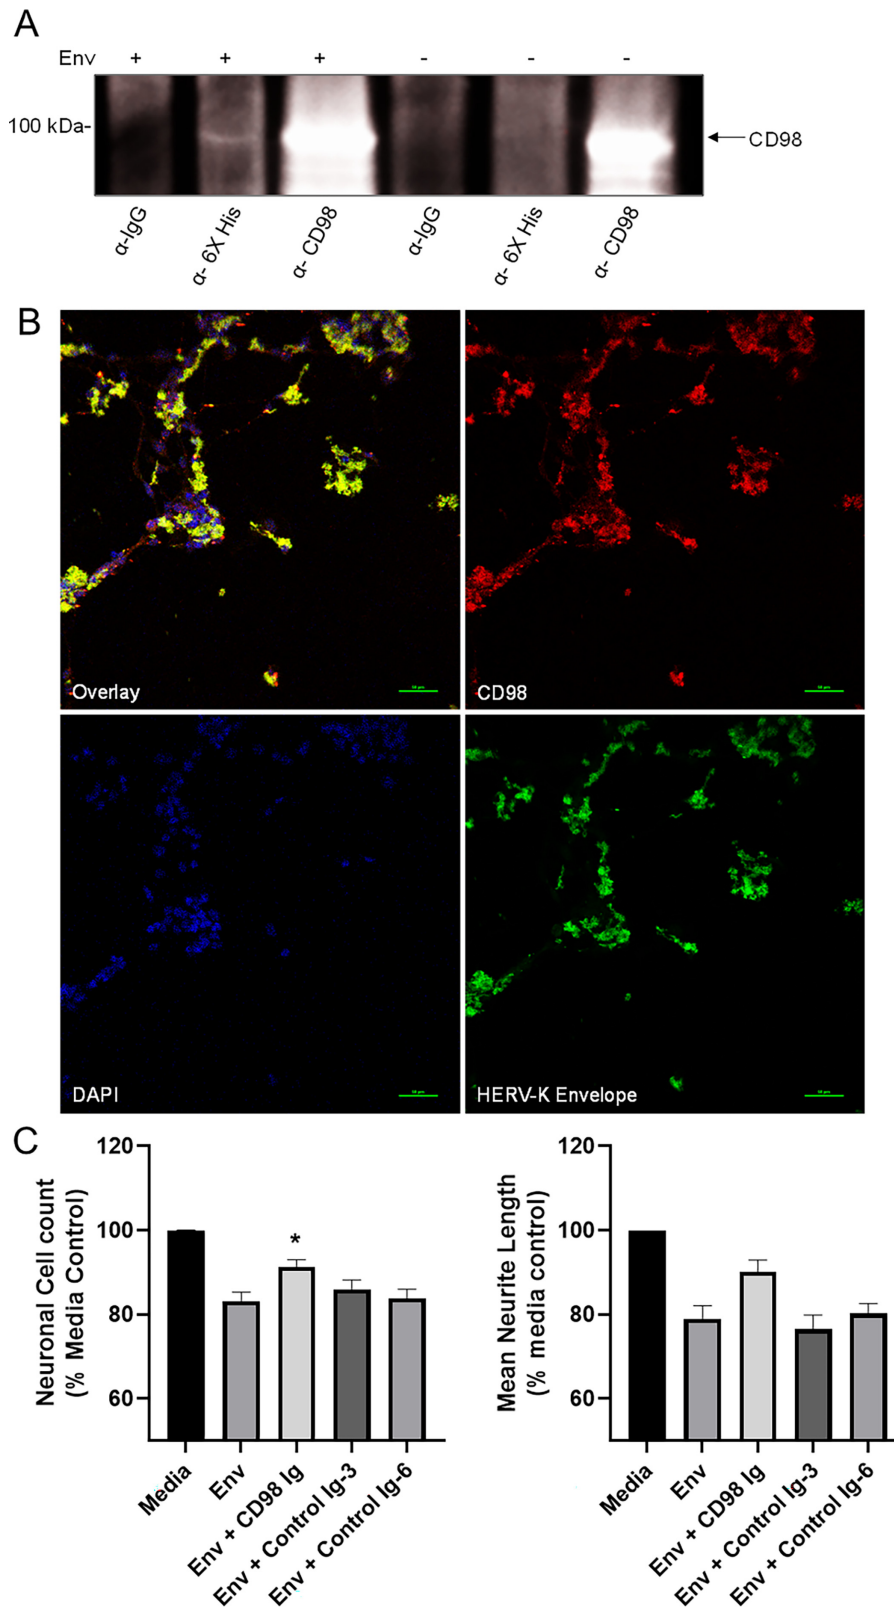 A
Env + + + - - -
100 kDa-
CD98
α-IgG
α- 6X His
α- CD98
α-IgG
α- 6X His
α- CD98
B
Overlay
CD98
DAPI
HERV-K Envelope
C
Neuronal Cell count
(% Media Control)
120
100
80
60
*
Media
Env
Env + CD98 Ig
Env + Control Ig-3
Env + Control Ig-6
Mean Neurite Length
(% media control)
120
100
80
60
Media
Env
Env + CD98 Ig
Env + Control Ig-3
Env + Control Ig-6